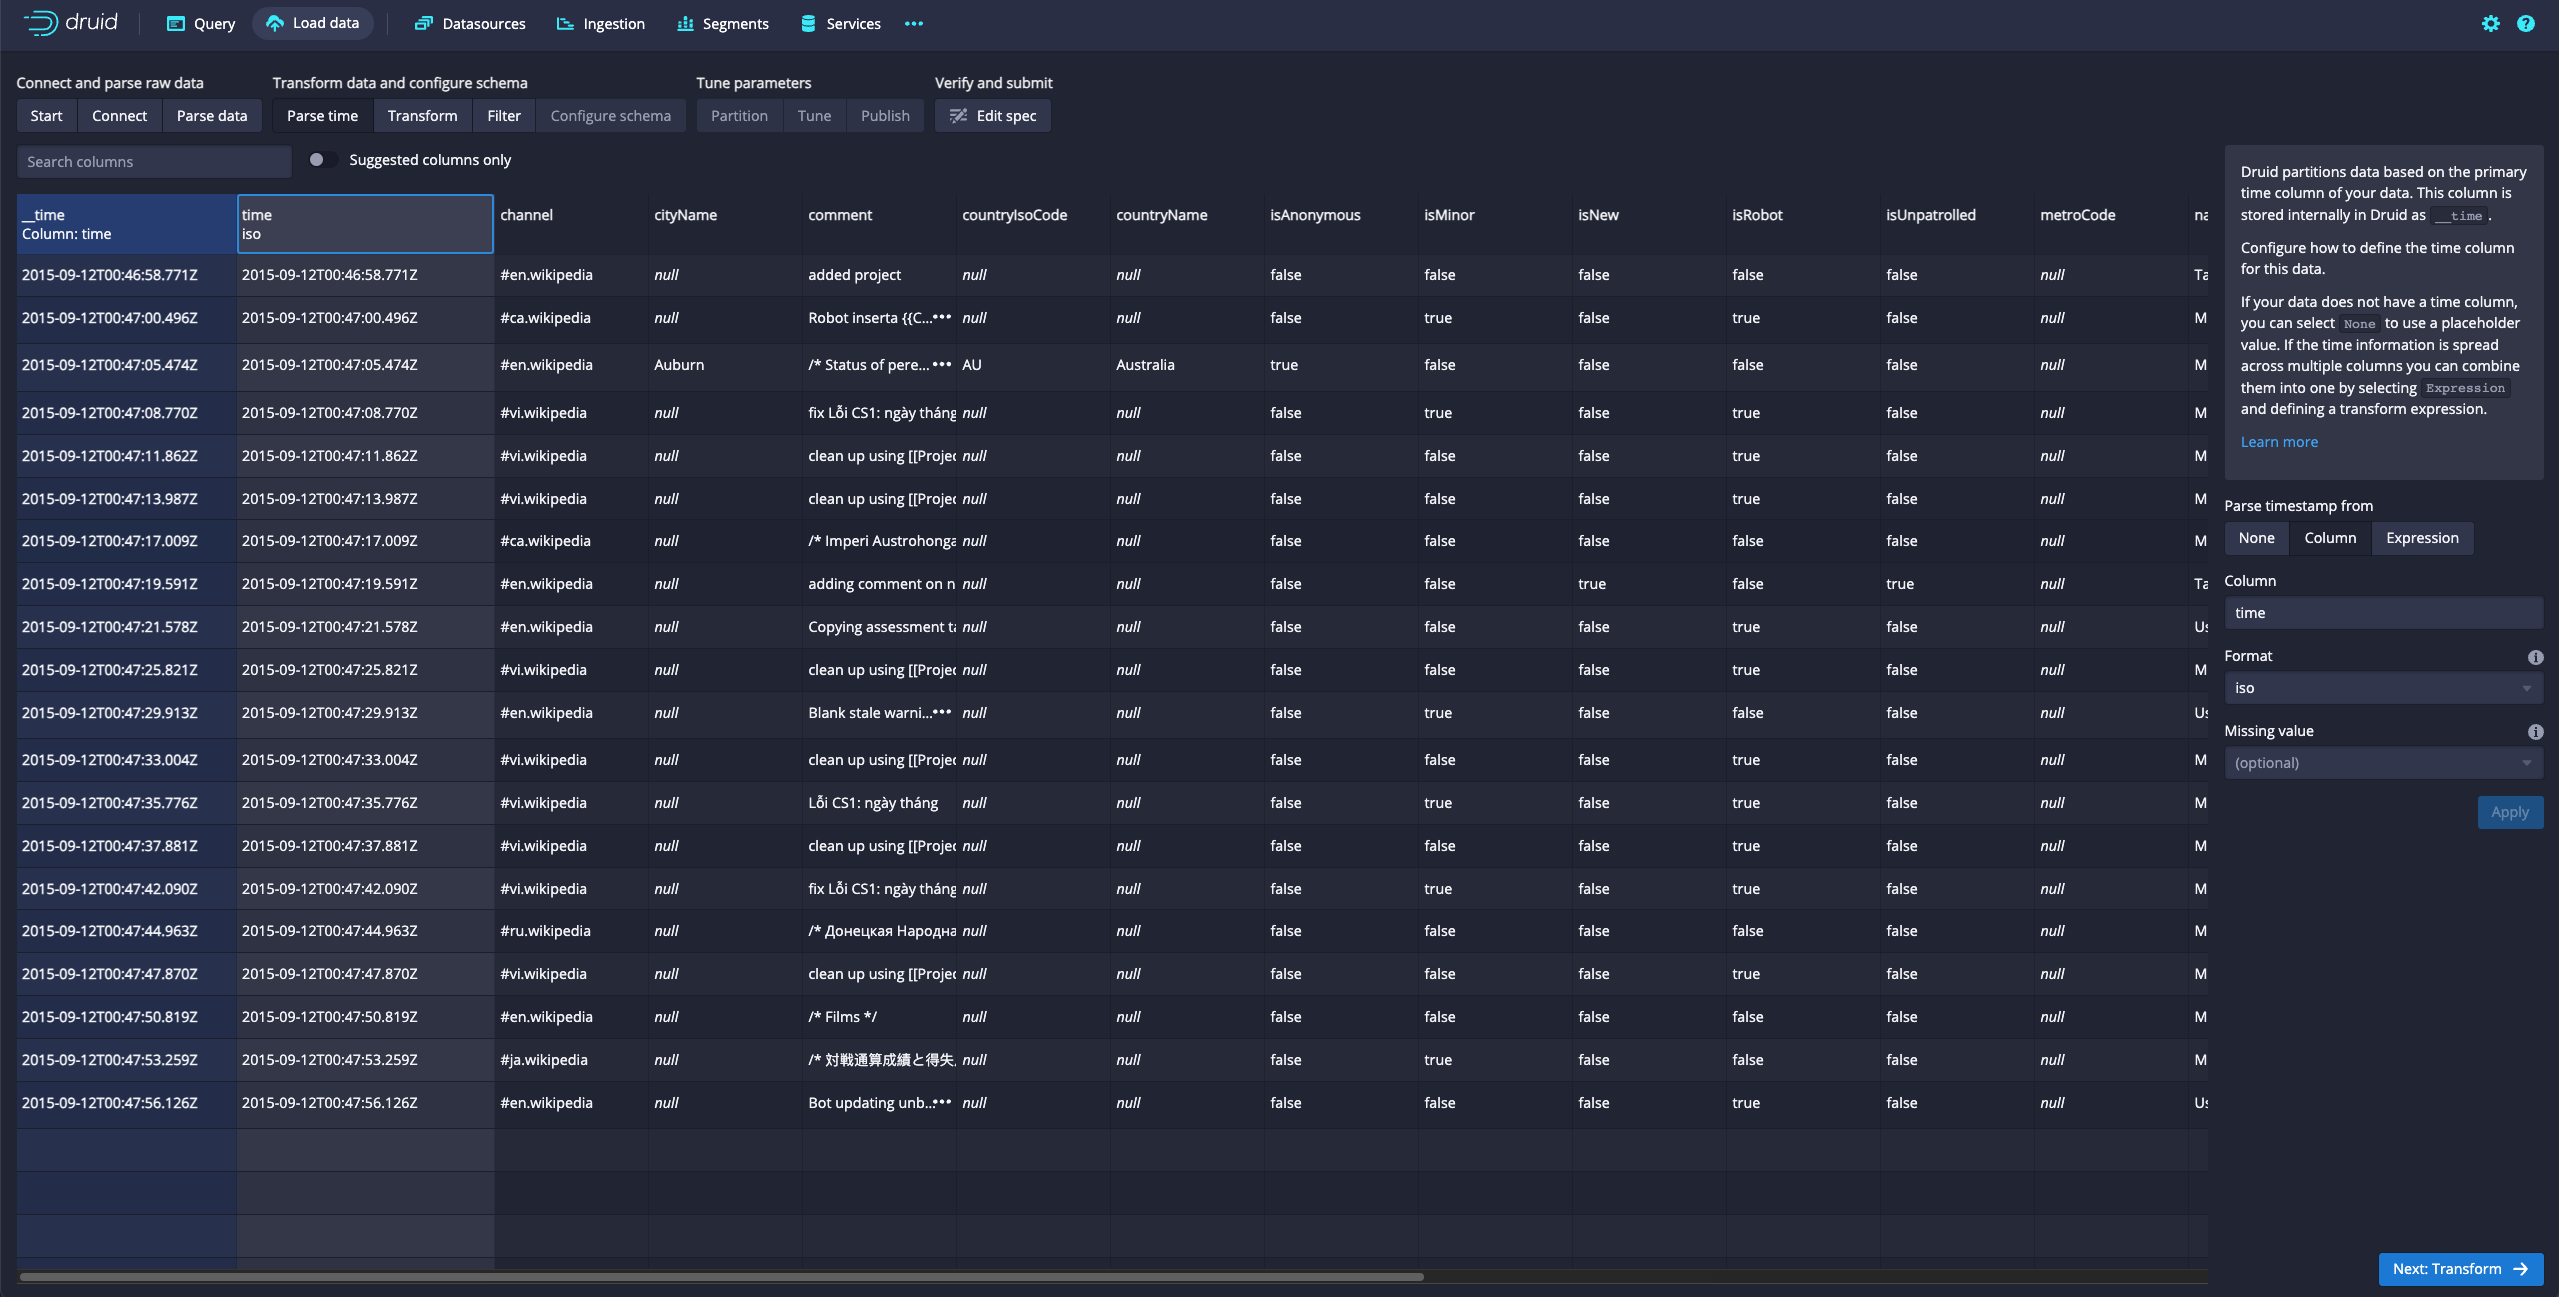 druid Query Load data Datasources Ingestion Segments Services
Connect and parse raw data Transform data and configure schema Tune parameters Verify and submit
Start Connect Parse data Parse time Transform Filter Configure schema Partition Tune Publish Edit spec
Search columns Suggested columns only
__time time channel cityName comment countryIsoCode countryName isAnonymous isMinor isNew isRobot isUnpatrolled metroCode na
Column: time iso
2015-09-12T00:46:58.771Z 2015-09-12T00:46:58.771Z #en.wikipedia null added project null null false false false false false null Ta
2015-09-12T00:47:00.496Z 2015-09-12T00:47:00.496Z #ca.wikipedia null Robot inserta {{C...••• null null false true false true false null M
2015-09-12T00:47:05.474Z 2015-09-12T00:47:05.474Z #en.wikipedia Auburn /* Status of pere...••• AU Australia true false false false false null M
2015-09-12T00:47:08.770Z 2015-09-12T00:47:08.770Z #vi.wikipedia null fix Lỗi CS1: ngày tháng null null false true false true false null M
2015-09-12T00:47:11.862Z 2015-09-12T00:47:11.862Z #vi.wikipedia null clean up using [[Projec null null false false false true false null M
2015-09-12T00:47:13.987Z 2015-09-12T00:47:13.987Z #vi.wikipedia null clean up using [[Projec null null false false false true false null M
2015-09-12T00:47:17.009Z 2015-09-12T00:47:17.009Z #ca.wikipedia null /* Imperi Austrohonga null null false false false false false null M
2015-09-12T00:47:19.591Z 2015-09-12T00:47:19.591Z #en.wikipedia null adding comment on n null null false false true false true null Ta
2015-09-12T00:47:21.578Z 2015-09-12T00:47:21.578Z #en.wikipedia null Copying assessment ta null null false false false true false null Us
2015-09-12T00:47:25.821Z 2015-09-12T00:47:25.821Z #vi.wikipedia null clean up using [[Projec null null false false false true false null M
2015-09-12T00:47:29.913Z 2015-09-12T00:47:29.913Z #en.wikipedia null Blank stale warni...••• null null false true false false false null Us
2015-09-12T00:47:33.004Z 2015-09-12T00:47:33.004Z #vi.wikipedia null clean up using [[Projec null null false false false true false null M
2015-09-12T00:47:35.776Z 2015-09-12T00:47:35.776Z #vi.wikipedia null Lỗi CS1: ngày tháng null null false true false true false null M
2015-09-12T00:47:37.881Z 2015-09-12T00:47:37.881Z #vi.wikipedia null clean up using [[Projec null null false false false true false null M
2015-09-12T00:47:42.090Z 2015-09-12T00:47:42.090Z #vi.wikipedia null fix Lỗi CS1: ngày tháng null null false true false true false null M
2015-09-12T00:47:44.963Z 2015-09-12T00:47:44.963Z #ru.wikipedia null /* Донецкая Народна null null false false false false false null M
2015-09-12T00:47:47.870Z 2015-09-12T00:47:47.870Z #vi.wikipedia null clean up using [[Projec null null false false false true false null M
2015-09-12T00:47:50.819Z 2015-09-12T00:47:50.819Z #en.wikipedia null /* Films */ null null false false false false false null M
2015-09-12T00:47:53.259Z 2015-09-12T00:47:53.259Z #ja.wikipedia null /* 対戦通算成績と得失. null null false true false false false null M
2015-09-12T00:47:56.126Z 2015-09-12T00:47:56.126Z #en.wikipedia null Bot updating unb...••• null null false false false true false null Us
Druid partitions data based on the primary
time column of your data. This column is
stored internally in Druid as __time .
Configure how to define the time column
for this data.
If your data does not have a time column,
you can select None to use a placeholder
value. If the time information is spread
across multiple columns you can combine
them into one by selecting Expression
and defining a transform expression.
Learn more
Parse timestamp from
None Column Expression
Column
time
Format
iso
Missing value
(optional)
Apply
Next: Transform